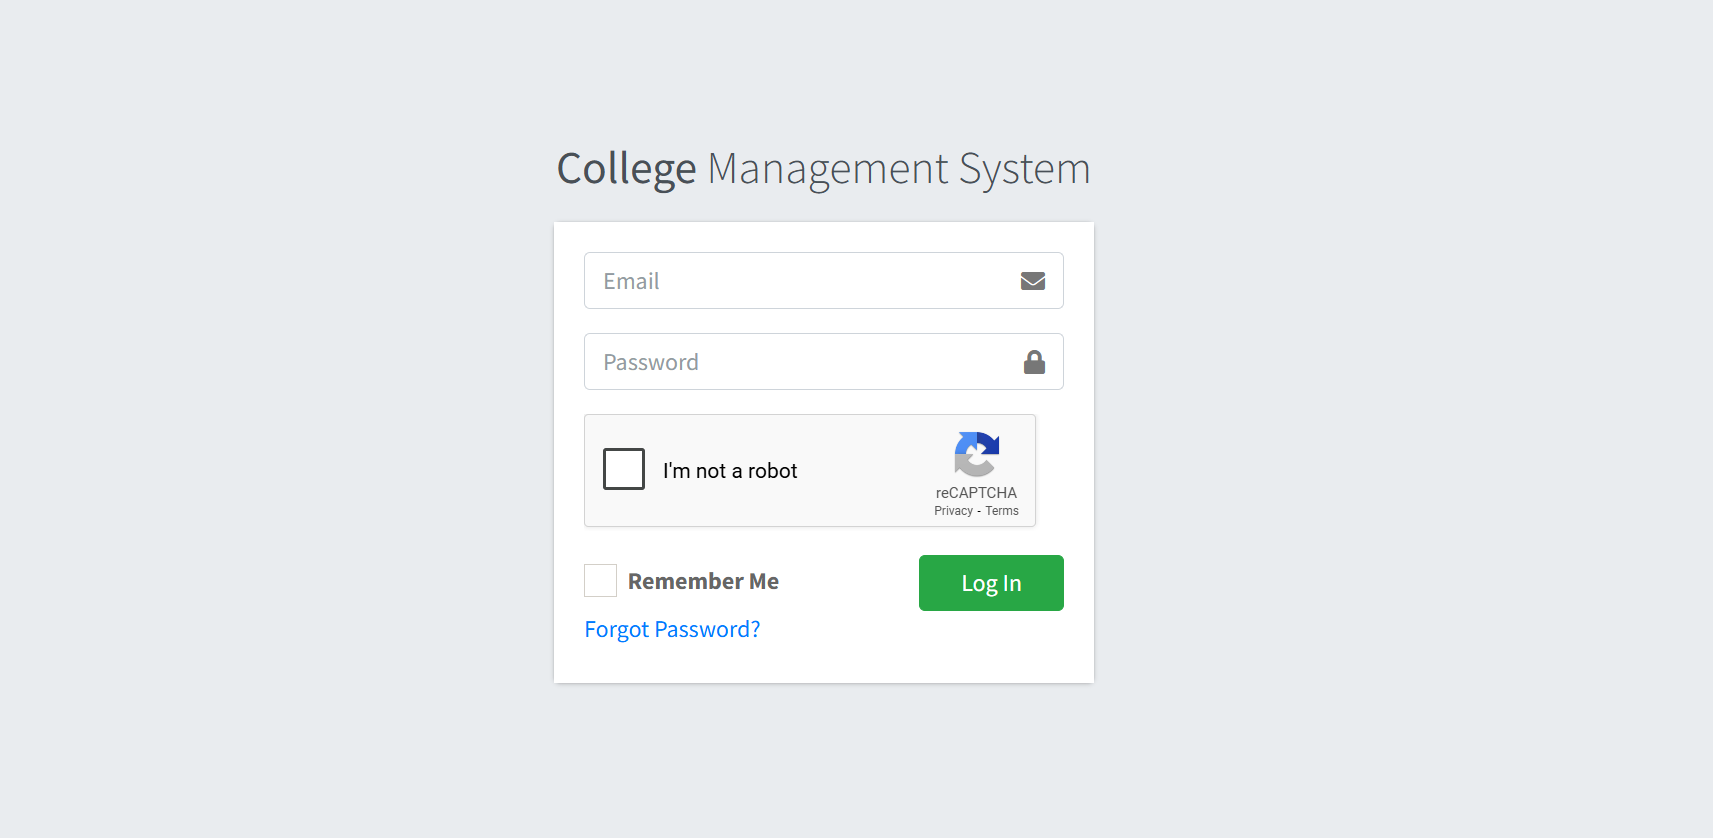 College Management System
Email
Password
I'm not a robot
reCAPTCHA
Privacy - Terms
Remember Me
Log In
Forgot Password?